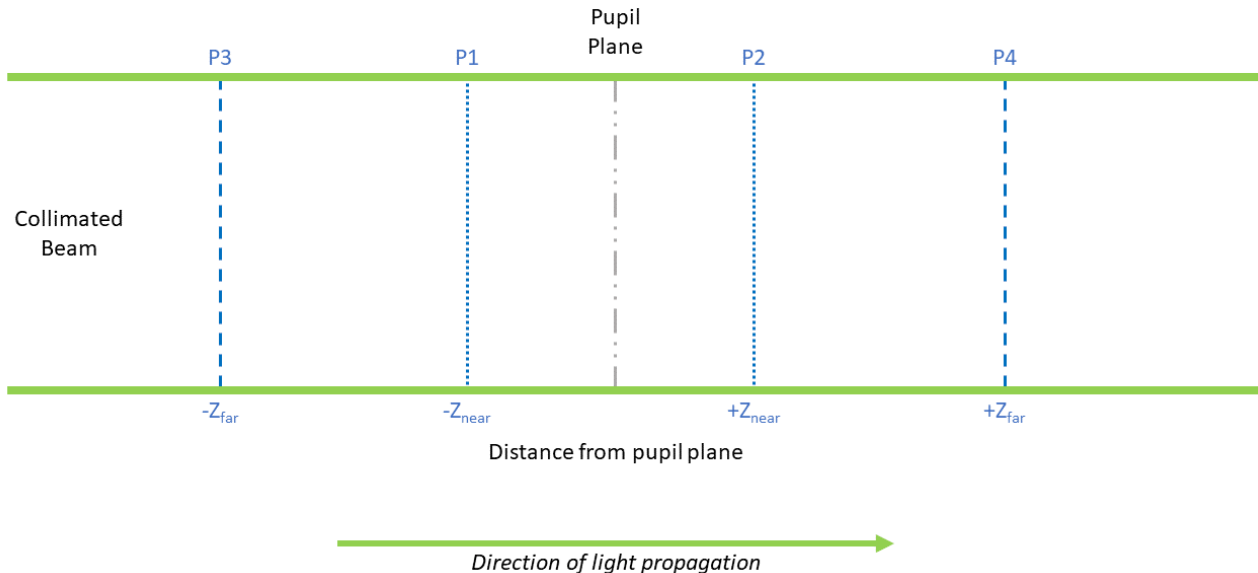 Pupil
Plane
P3 P1 P2 P4
Collimated
Beam
-Zfar -Znear +Znear +Zfar
Distance from pupil plane
Direction of light propagation